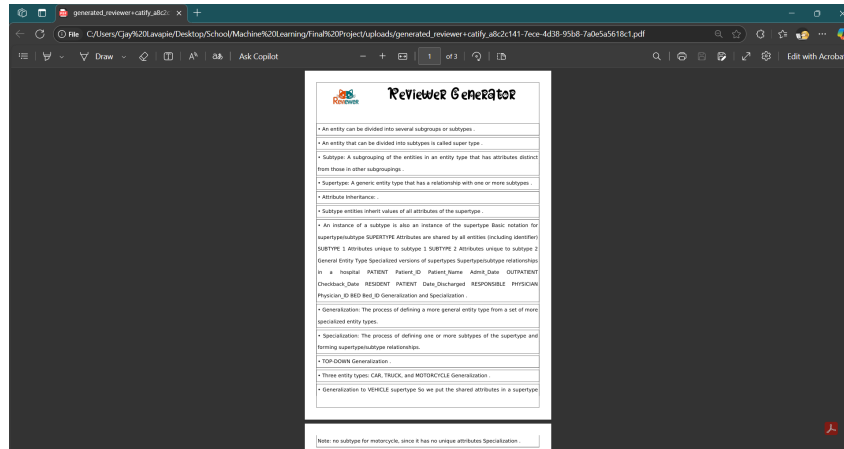 generated_reviewer+catify_a8c2c
File C:/Users/Cjay%20Lavapie/Desktop/School/Machine%20Learning/Final%20Project/uploads/generated_reviewer+catify_a8c2c141-7ece-4d38-95b8-7a0e5a5618c1.pdf
Draw Ask Copilot 1 of 3 Edit with Acroba
Reviewer
Reviewer Generator
• An entity can be divided into several subgroups or subtypes .
• An entity that can be divided into subtypes is called super type .
• Subtype: A subgrouping of the entities in an entity type that has attributes distinct
from those in other subgroupings .
• Supertype: A generic entity type that has a relationship with one or more subtypes .
• Attribute Inheritance: .
• Subtype entities inherit values of all attributes of the supertype .
• An instance of a subtype is also an instance of the supertype Basic notation for
supertype/subtype SUPERTYPE Attributes are shared by all entities (including identifier)
SUBTYPE 1 Attributes unique to subtype 1 SUBTYPE 2 Attributes unique to subtype 2
General Entity Type Specialized versions of supertypes Supertype/subtype relationships
in a hospital PATIENT Patient_ID Patient_Name Admit_Date OUTPATIENT
Checkback_Date RESIDENT PATIENT Date_Discharged RESPONSIBLE PHYSICIAN
Physician_ID BED Bed_ID Generalization and Specialization .
• Generalization: The process of defining a more general entity type from a set of more
specialized entity types.
• Specialization: The process of defining one or more subtypes of the supertype and
forming supertype/subtype relationships.
• TOP-DOWN Generalization .
• Three entity types: CAR, TRUCK, and MOTORCYCLE Generalization .
• Generalization to VEHICLE supertype So we put the shared attributes in a supertype
Note: no subtype for motorcycle, since it has no unique attributes Specialization .